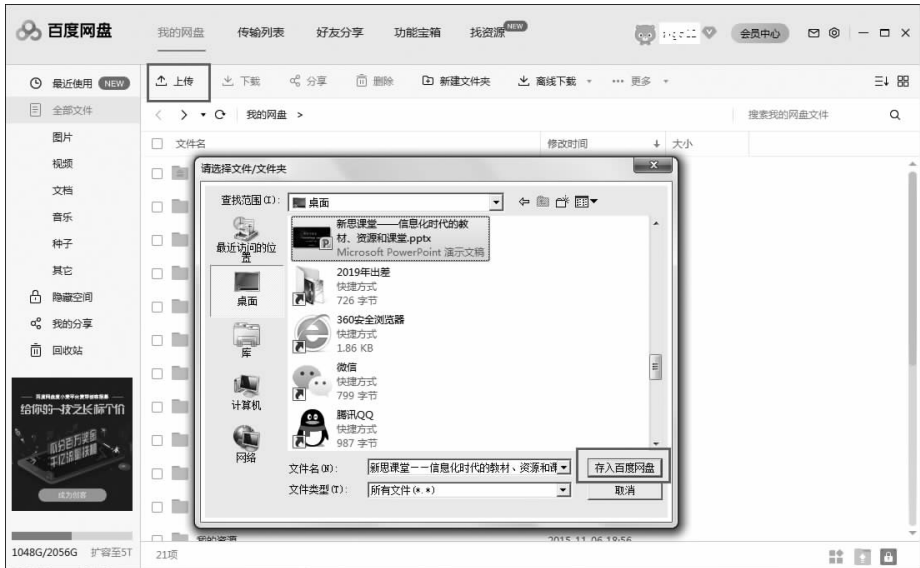 百度网盘
我的网盘 传输列表 好友分享 功能宝箱 找资源 NEW
会员中心
最近使用 NEW
上传 下载 分享 删除 新建文件夹 离线下载 更多
全部文件
我的网盘 >
搜索我的网盘文件
图片
文件名 修改时间 大小
视频
文档
音乐
种子
其它
隐藏空间
我的分享
回收站
请选择文件/文件夹
查找范围(I): 桌面
最近访问的位置
桌面
库
计算机
网络
新思课堂——信息化时代的教
材、资源和课堂.pptx
Microsoft PowerPoint 演示文稿
2019年出差
快捷方式
726 字节
360安全浏览器
快捷方式
1.86 KB
微信
快捷方式
799 字节
腾讯QQ
快捷方式
987 字节
文件名(N): 新思课堂——信息化时代的教材、资源和课 存入百度网盘
文件类型(T): 所有文件(*.*) 取消
给你的一技之长标个价
瓜分百万奖金
千亿流量扶植
成为创客
我的资源 2015-11-06 18:56
1048G/2056G 扩容至5T
21项